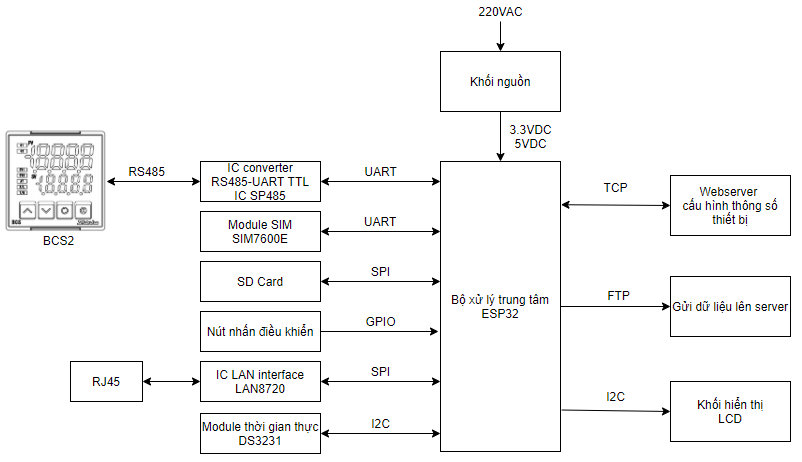 220VAC
Khối nguồn
3.3VDC
5VDC
BCS2
RS485
IC converter
RS485-UART TTL
IC SP485
UART
Module SIM
SIM7600E
UART
SD Card
SPI
Nút nhấn điều khiển
GPIO
RJ45
IC LAN interface
LAN8720
SPI
Module thời gian thực
DS3231
I2C
Bộ xử lý trung tâm
ESP32
TCP
Webserver
cấu hình thông số
thiết bị
FTP
Gửi dữ liệu lên server
I2C
Khối hiển thị
LCD